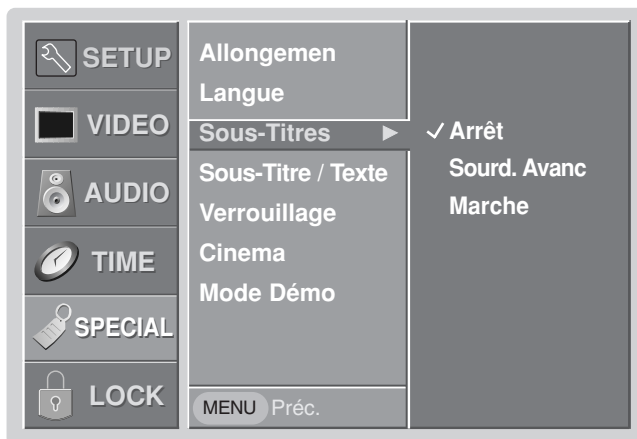 SETUP
VIDEO
AUDIO
TIME
SPECIAL
LOCK
Allongemen
Langue
Sous-Titres ►
Sous-Titre / Texte
Verrouillage
Cinema
Mode Démo
MENU Préc.
✓ Arrêt
Sourd. Avanc
Marche